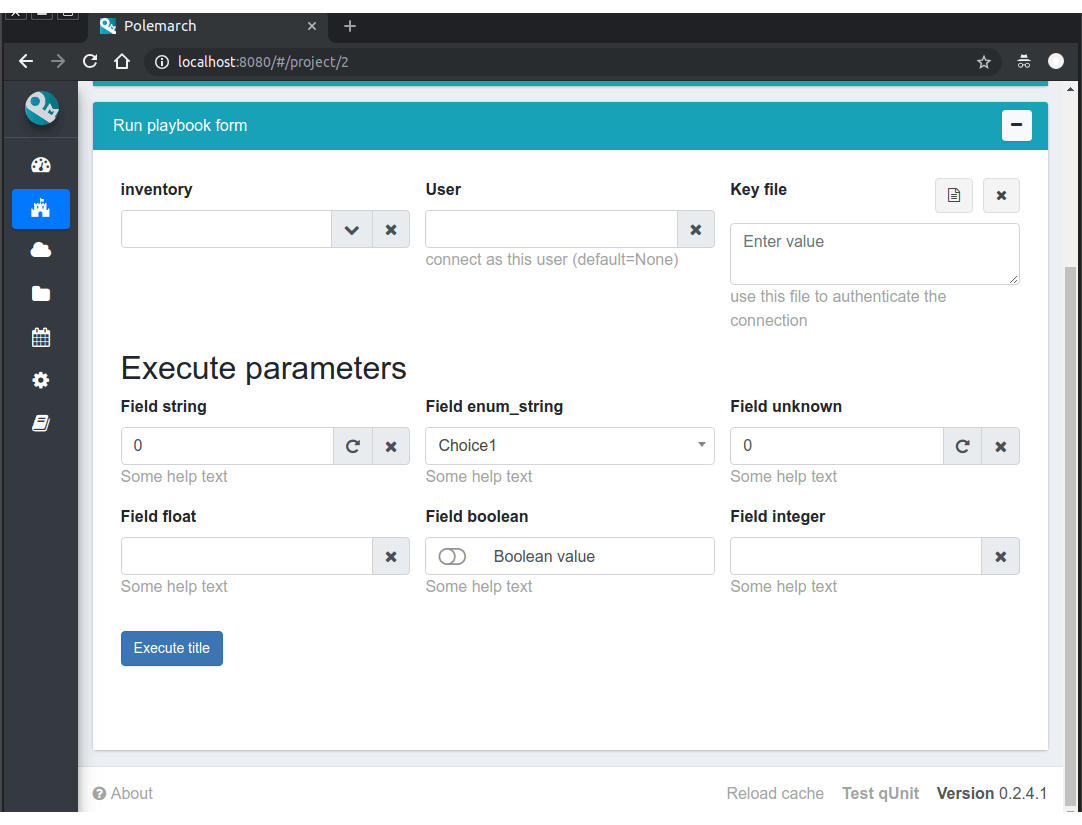 Polemarch
localhost:8080/#/project/2
Run playbook form
inventory
User
Key file
Enter value
connect as this user (default=None)
use this file to authenticate the
connection
Execute parameters
Field string
Field enum_string
Field unknown
0
Choice1
0
Some help text
Some help text
Some help text
Field float
Field boolean
Field integer
Boolean value
Some help text
Some help text
Some help text
Execute title
About
Reload cache
Test qUnit
Version 0.2.4.1